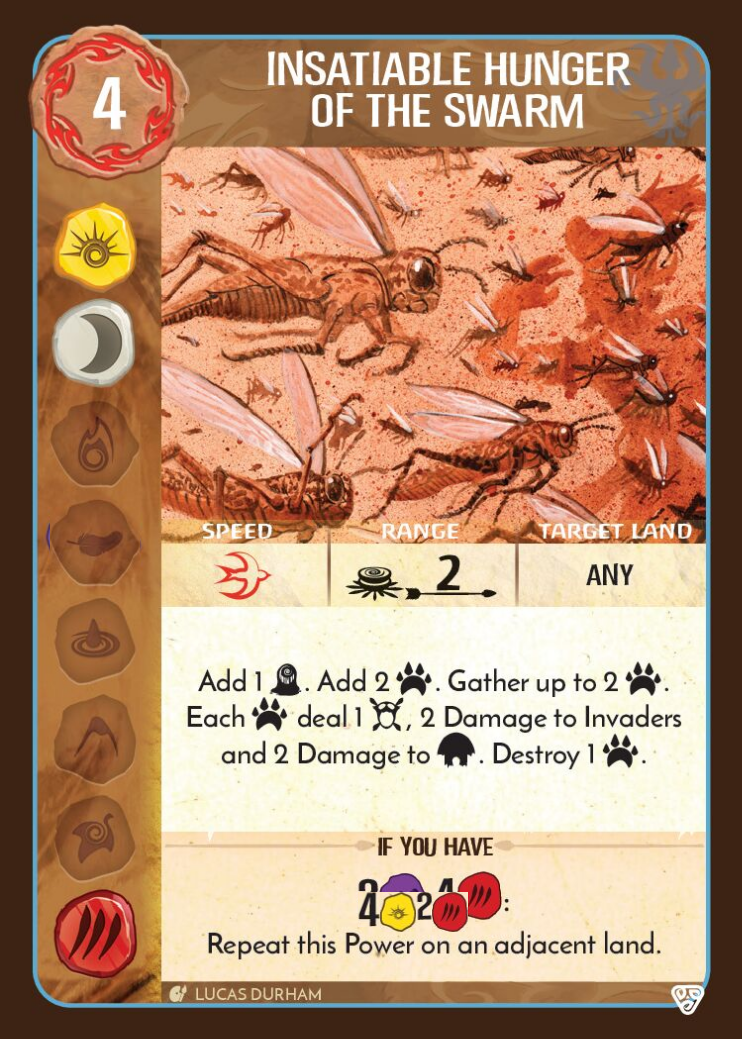 4
INSATIABLE HUNGER
OF THE SWARM
SPEED RANGE TARGET LAND
2 ANY
Add 1 . Add 2 . Gather up to 2 .
Each deal 1 , 2 Damage to Invaders
and 2 Damage to . Destroy 1 .
IF YOU HAVE
4 2 :
Repeat this Power on an adjacent land.
LUCAS DURHAM